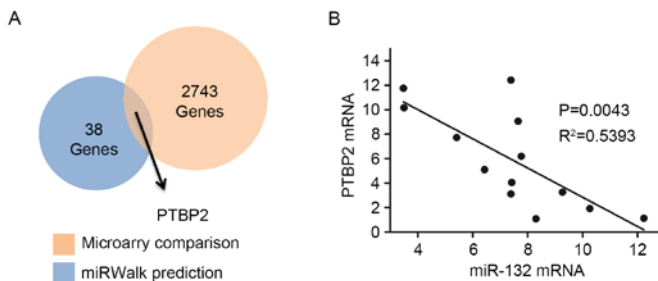 A
2743
Genes
38
Genes
PTBP2
Microarry comparison
miRWalk prediction
B
PTBP2 mRNA
14
12
10
8
6
4
2
0
P=0.0043
R²=0.5393
4 6 8 10 12
miR-132 mRNA